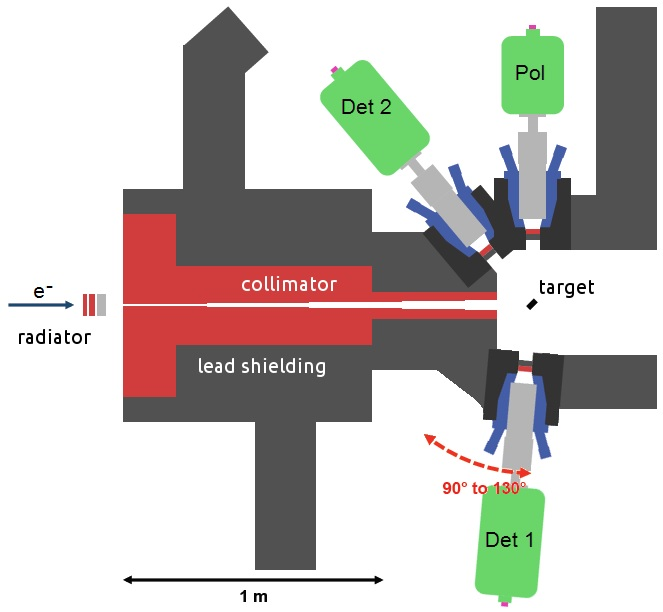 Pol
Det 2
e-
collimator
target
radiator
lead shielding
90° to 130°
Det 1
1 m